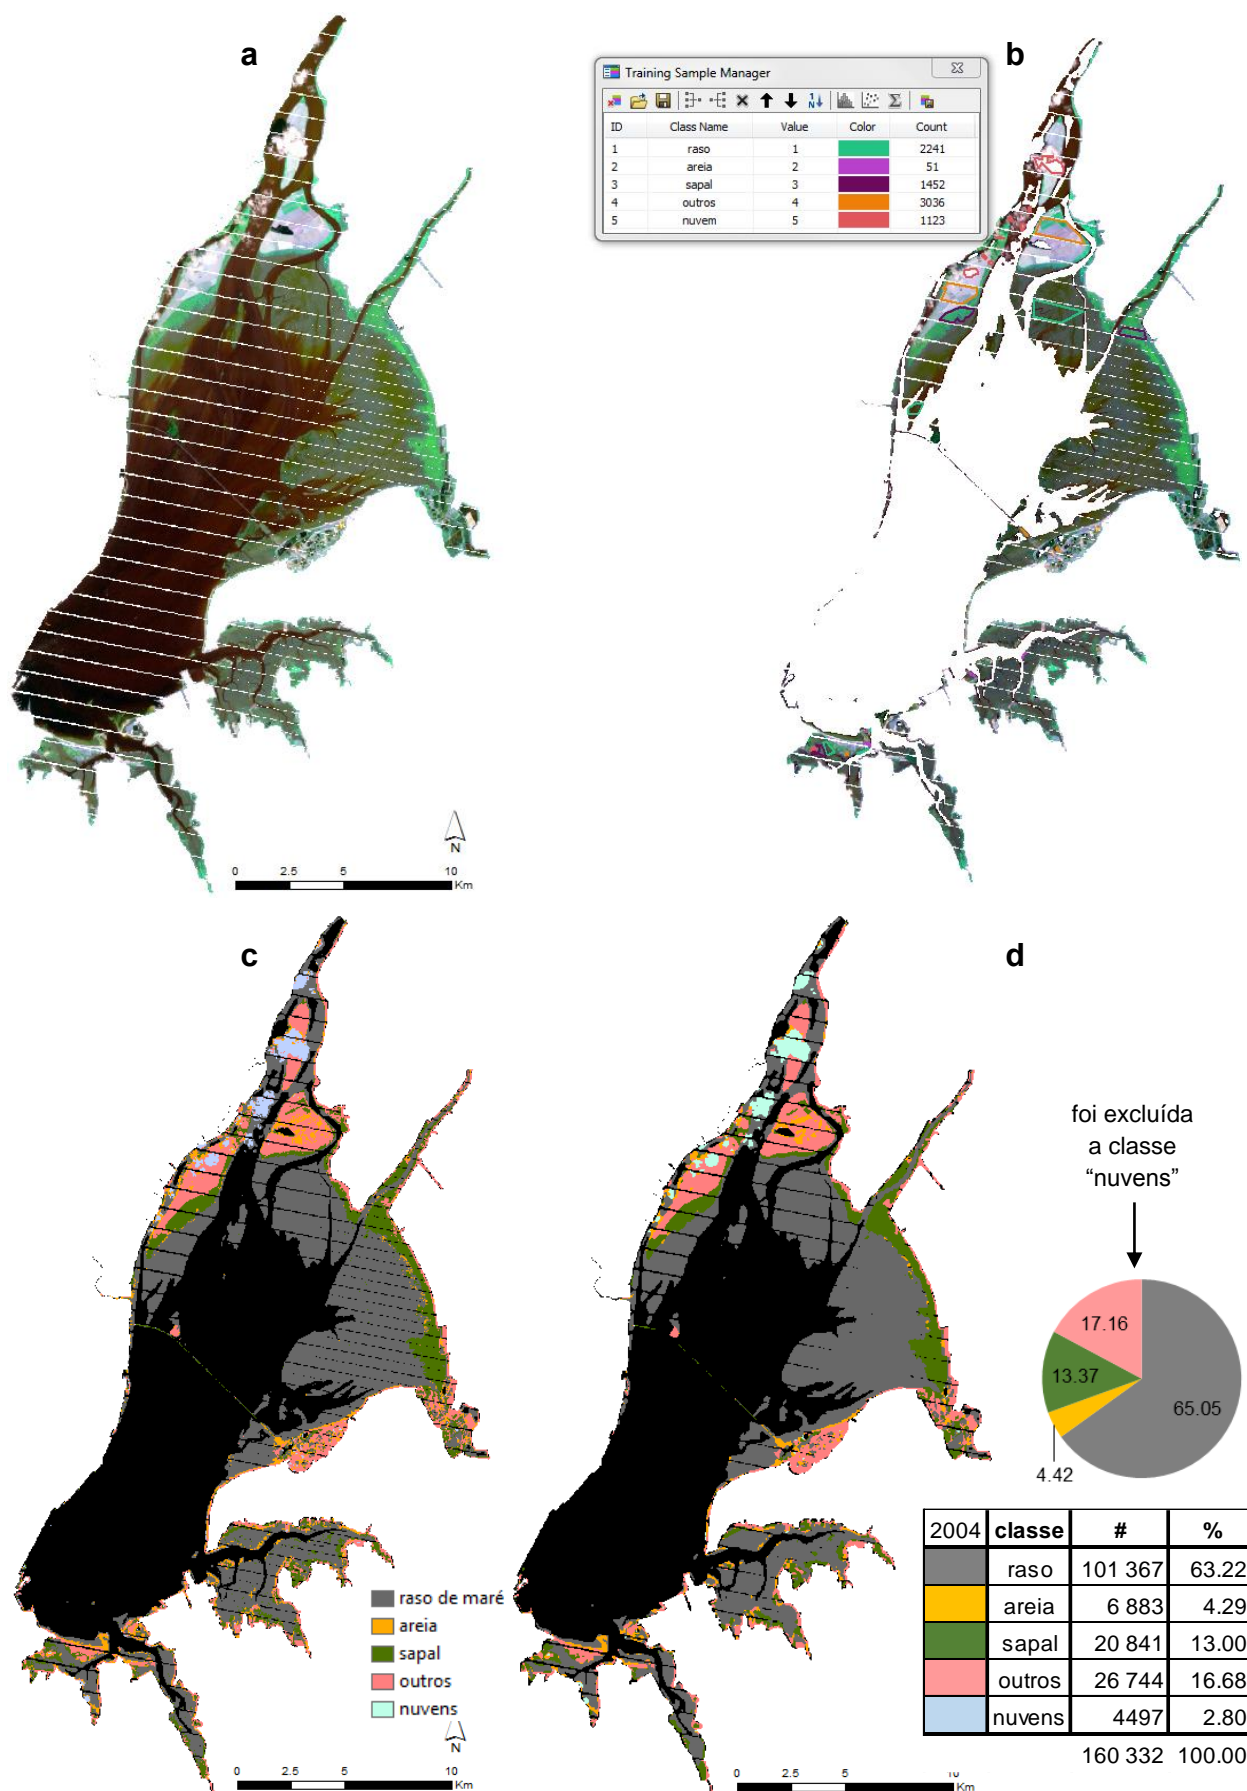 a
b
Training Sample Manager
ID Class Name Value Color Count
1 raso 1 2241
2 areia 2 51
3 sapal 3 1452
4 outros 4 3036
5 nuvem 5 1123
N
0 2.5 5 10
Km
c
d
foi excluída
a classe
“nuvens”
17.16
13.37
65.05
4.42
raso de maré
areia
sapal
outros
nuvens
N
0 2.5 5 10
Km
2004 classe # %
raso 101 367 63.22
areia 6 883 4.29
sapal 20 841 13.00
outros 26 744 16.68
nuvens 4497 2.80
160 332 100.00
0 2.5 5 10
Km